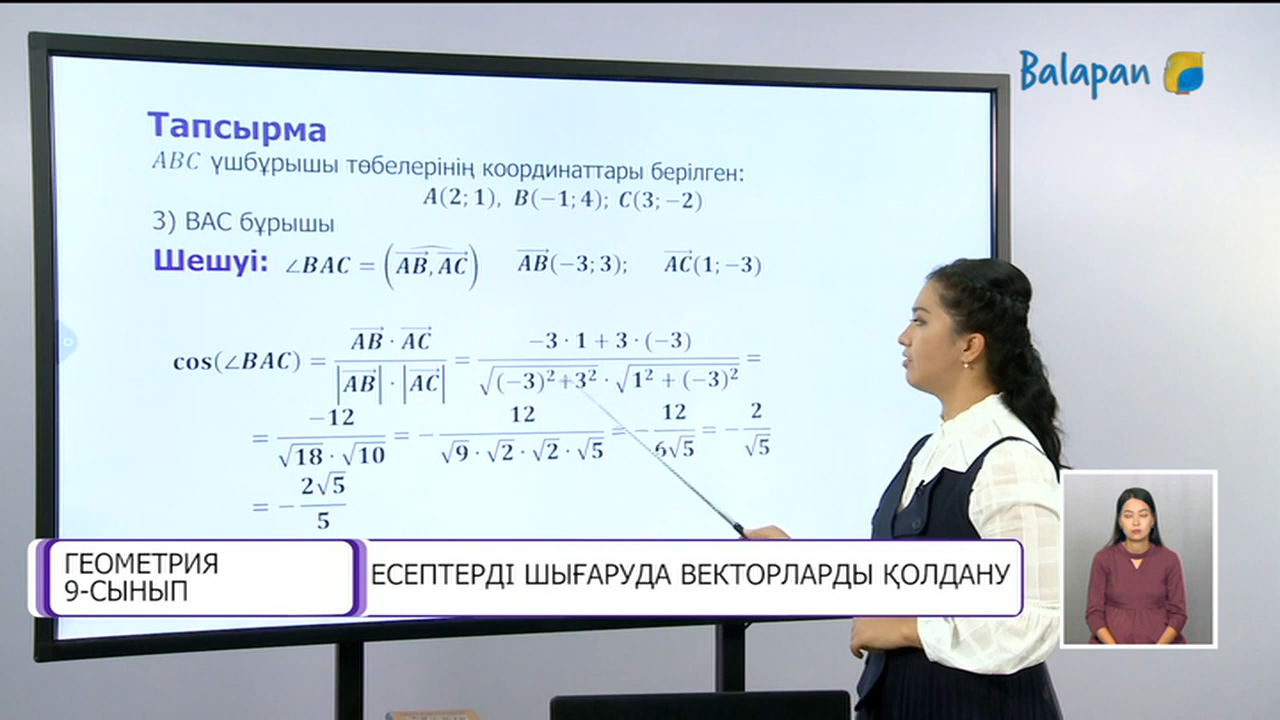 Balapan
Тапсырма
ABC үшбұрышы төбелерінің координаттары берілген:
A(2; 1), B(−1; 4); C(3; −2)
3) BAC бұрышы
Шешуі: ∠BAC = (AB⃗, AC⃗) AB⃗(−3; 3); AC⃗(1; −3)
cos(∠BAC) = (AB⃗ · AC⃗) / (|AB⃗| · |AC⃗|) = (−3 · 1 + 3 · (−3)) / (√((−3)² + 3²) · √(1² + (−3)²)) =
= −12 / (√18 · √10) = − 12 / (√9 · √2 · √2 · √5) = − 12 / (6√5) = − 2 / √5
= − 2√5 / 5
ГЕОМЕТРИЯ
9-СЫНЫП
ЕСЕПТЕРДІ ШЫҒАРУДА ВЕКТОРЛАРДЫ ҚОЛДАНУ